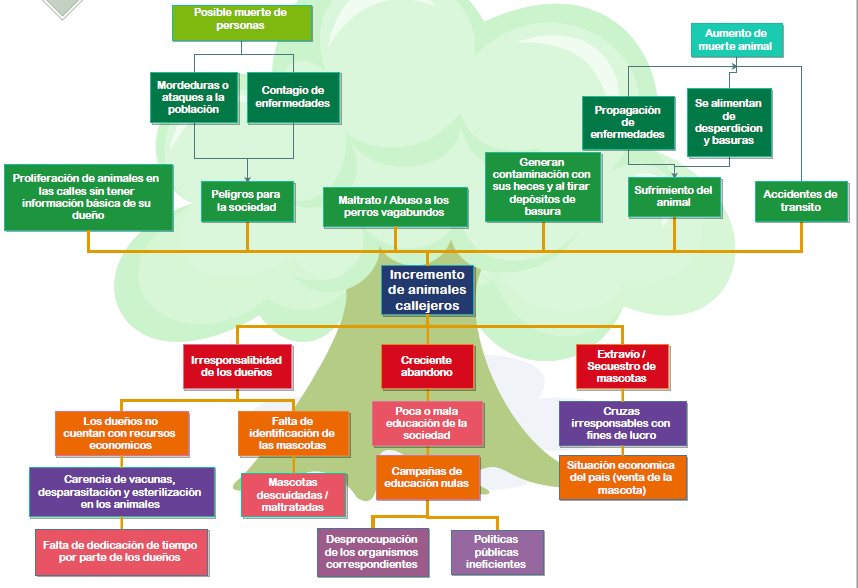 Posible muerte de
personas
Aumento de
muerte animal
Mordeduras o
ataques a la
población
Contagio de
enfermedades
Propagación
de
enfermedades
Se alimentan
de
desperdicion
y basuras
Proliferación de animales en
las calles sin tener
información básica de su
dueño
Peligros para
la sociedad
Maltrato / Abuso a los
perros vagabundos
Generan
contaminación con
sus heces y al tirar
depósitos de
basura
Sufrimiento del
animal
Accidentes de
transito
Incremento
de animales
callejeros
Irresponsalibidad
de los dueños
Creciente
abandono
Extravío /
Secuestro de
mascotas
Los dueños no
cuentan con recursos
economicos
Falta de
identificación de
las mascotas
Poca o mala
educación de la
sociedad
Cruzas
irresponsables con
fines de lucro
Carencia de vacunas,
desparasitación y esterilización
en los animales
Mascotas
descuidadas /
maltratadas
Campañas de
educación nulas
Situación economica
del pais (venta de la
mascota)
Falta de dedicación de tiempo
por parte de los dueños
Despreocupación
de los organismos
correspondientes
Politicas
públicas
ineficientes